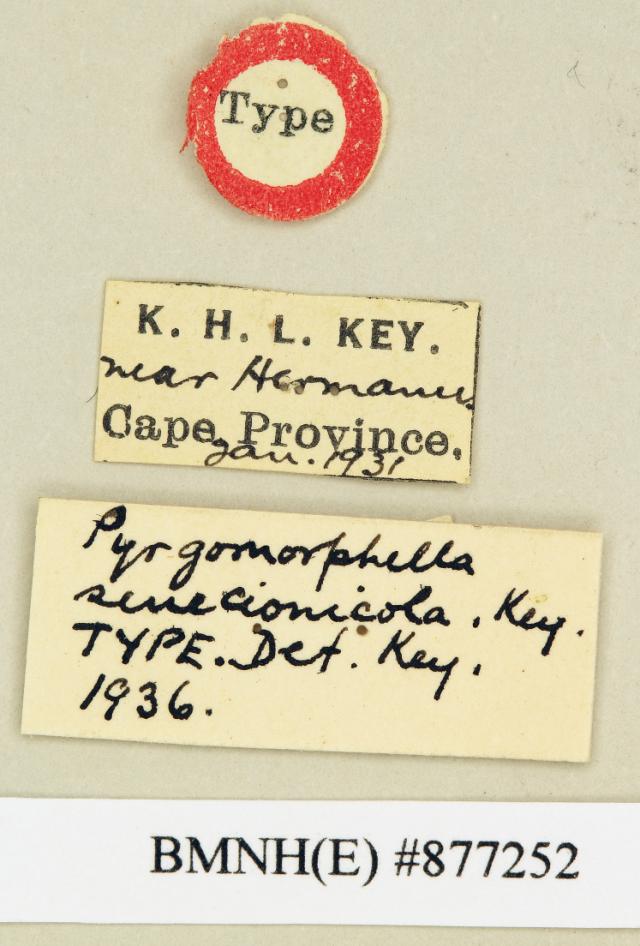 Type
K. H. L. KEY.
near Hermanus.
Cape Province.
Jan. 1931
Pyrgomorphella
senecionicola. Key.
TYPE. Det. Key.
1936.
BMNH(E) #877252